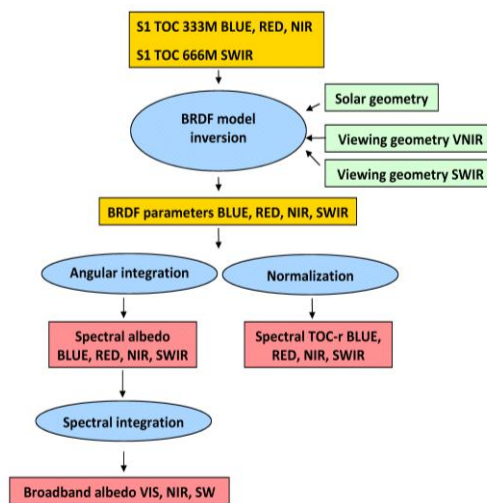 S1 TOC 333M BLUE, RED, NIR
S1 TOC 666M SWIR
BRDF model
inversion
Solar geometry
Viewing geometry VNIR
Viewing geometry SWIR
BRDF parameters BLUE, RED, NIR, SWIR
Angular integration
Normalization
Spectral albedo
BLUE, RED, NIR, SWIR
Spectral TOC-r BLUE,
RED, NIR, SWIR
Spectral integration
Broadband albedo VIS, NIR, SW